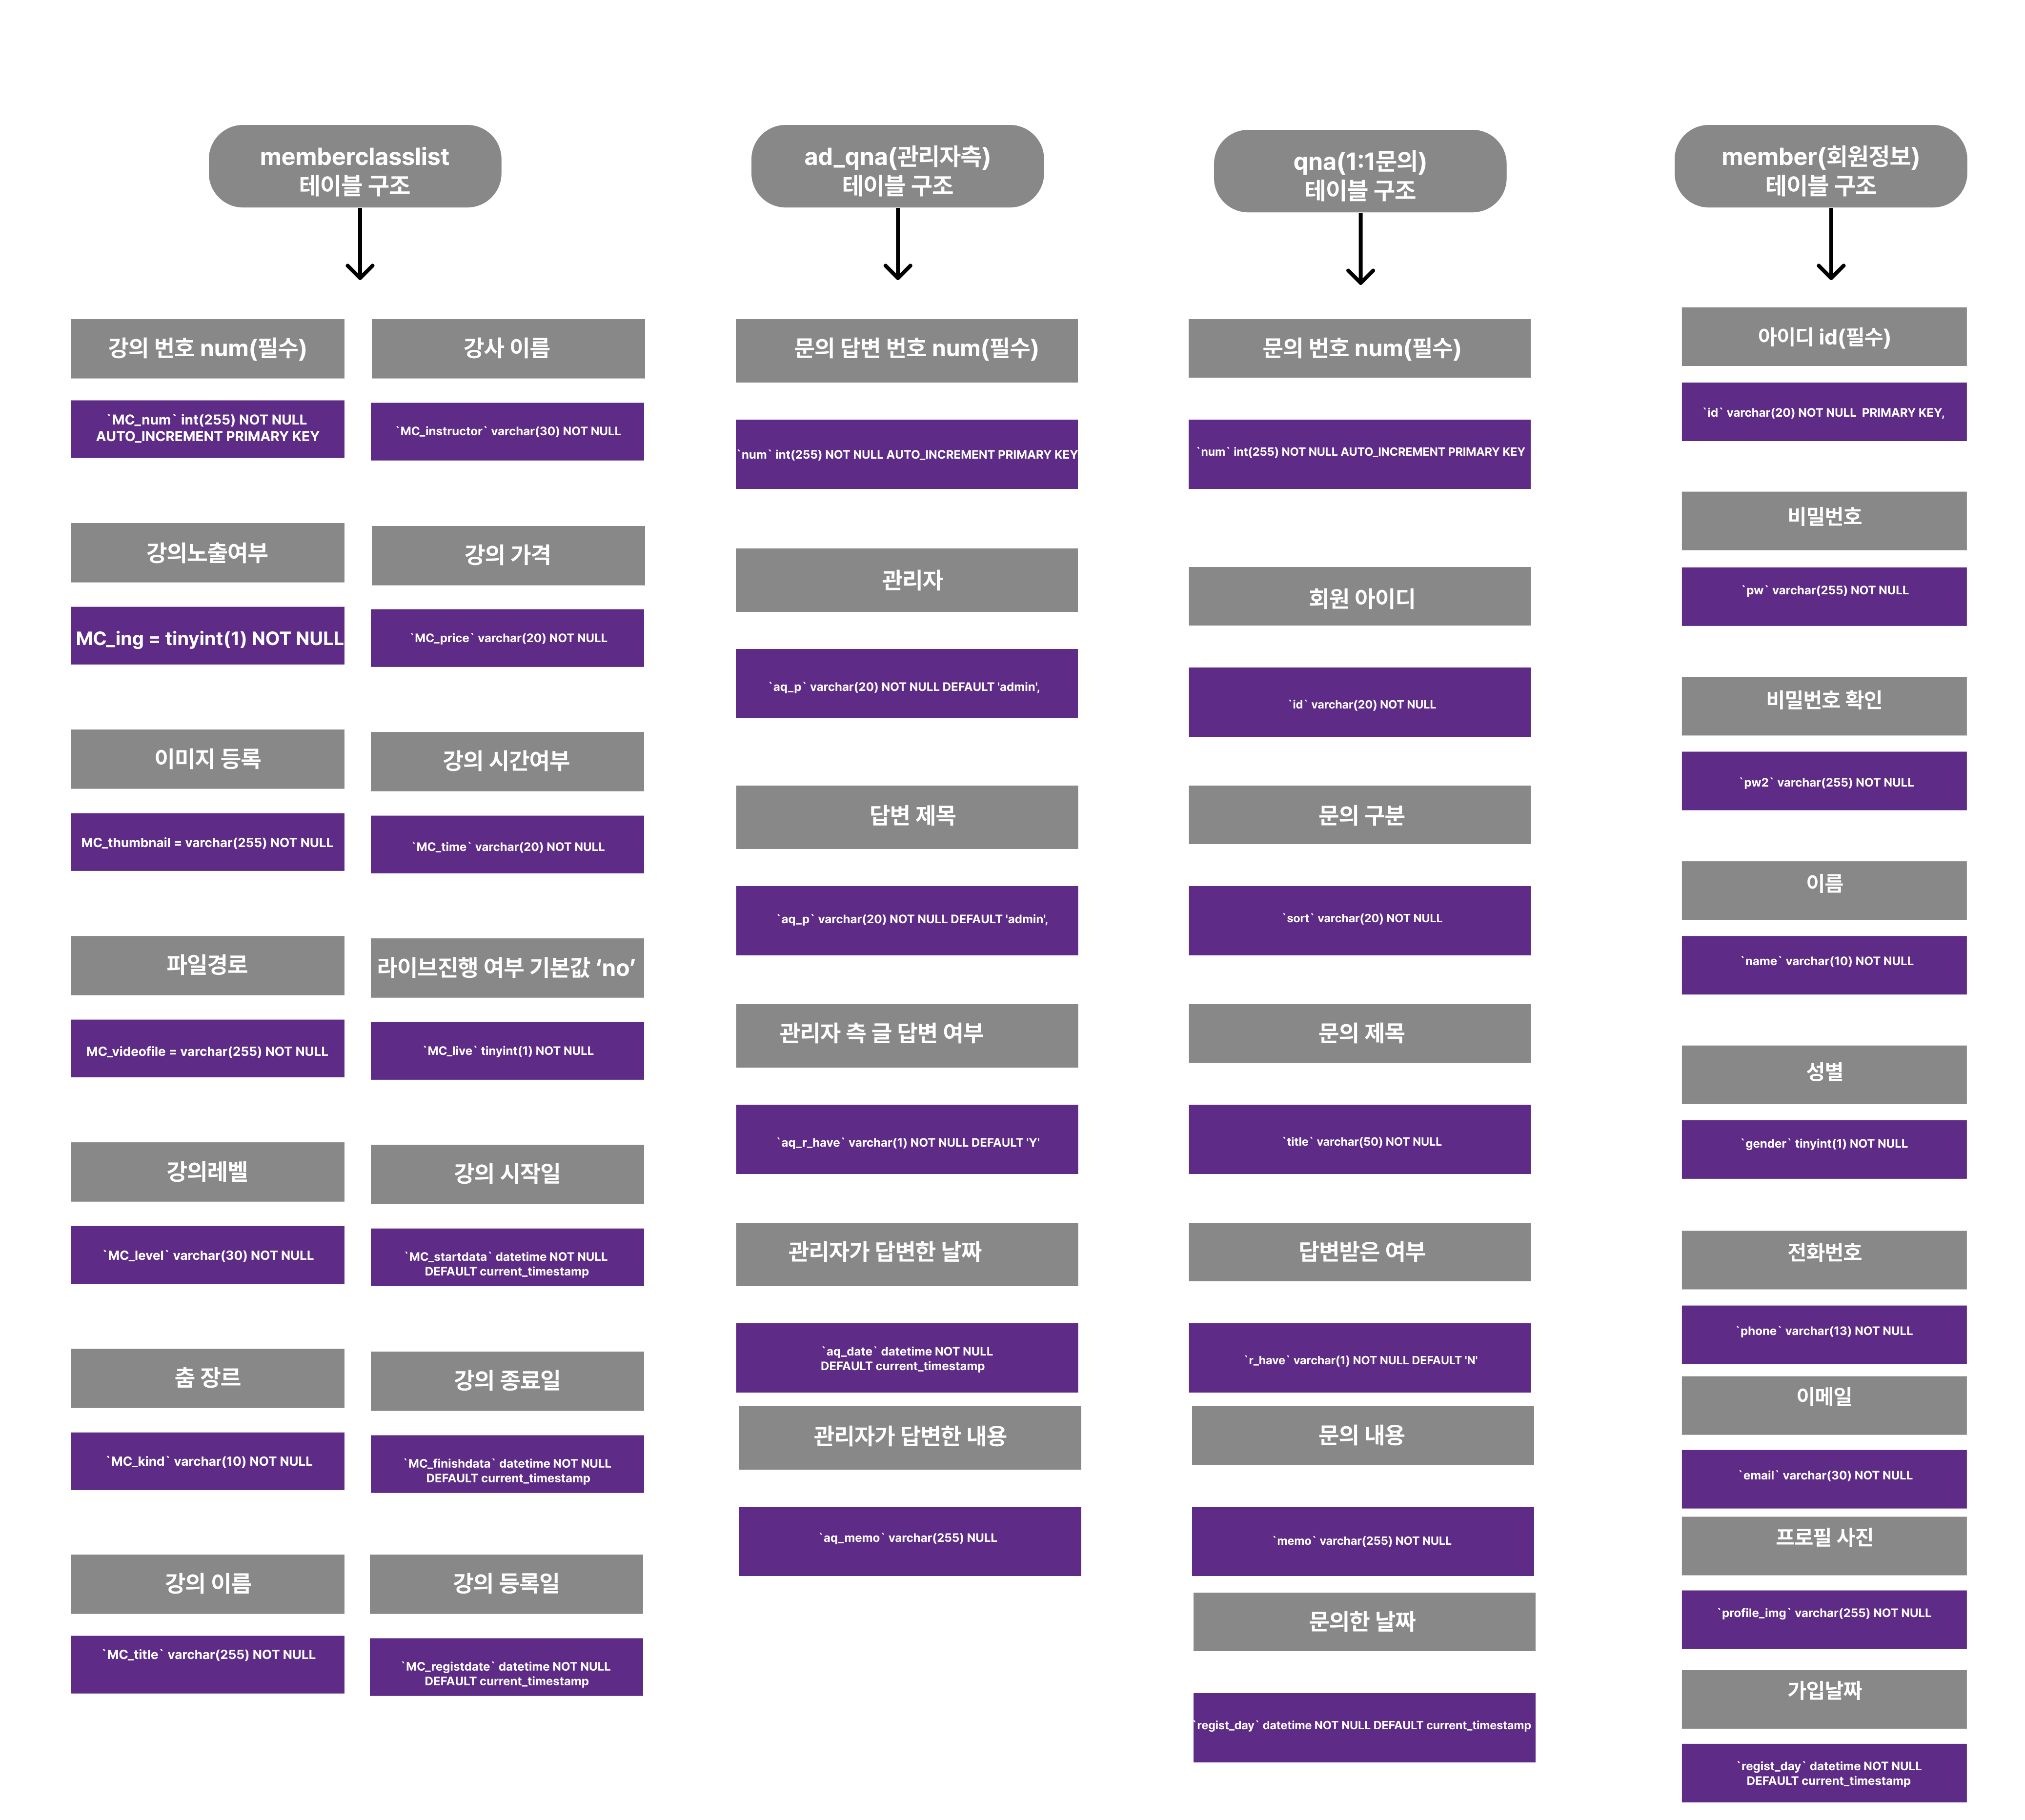 memberclasslist
테이블 구조
강의 번호 num(필수)
`MC_num` int(255) NOT NULL
AUTO_INCREMENT PRIMARY KEY
강의노출여부
MC_ing = tinyint(1) NOT NULL
이미지 등록
MC_thumbnail = varchar(255) NOT NULL
파일경로
MC_videofile = varchar(255) NOT NULL
강의레벨
`MC_level` varchar(30) NOT NULL
춤 장르
`MC_kind` varchar(10) NOT NULL
강의 이름
`MC_title` varchar(255) NOT NULL
강사 이름
`MC_instructor` varchar(30) NOT NULL
강의 가격
`MC_price` varchar(20) NOT NULL
강의 시간여부
`MC_time` varchar(20) NOT NULL
라이브진행 여부 기본값 ‘no’
`MC_live` tinyint(1) NOT NULL
강의 시작일
`MC_startdata` datetime NOT NULL
DEFAULT current_timestamp
강의 종료일
`MC_finishdata` datetime NOT NULL
DEFAULT current_timestamp
강의 등록일
`MC_registdate` datetime NOT NULL
DEFAULT current_timestamp
ad_qna(관리자측)
테이블 구조
문의 답변 번호 num(필수)
`num` int(255) NOT NULL AUTO_INCREMENT PRIMARY KEY
관리자
`aq_p` varchar(20) NOT NULL DEFAULT 'admin',
답변 제목
`aq_p` varchar(20) NOT NULL DEFAULT 'admin',
관리자 측 글 답변 여부
`aq_r_have` varchar(1) NOT NULL DEFAULT 'Y'
관리자가 답변한 날짜
`aq_date` datetime NOT NULL
DEFAULT current_timestamp
관리자가 답변한 내용
`aq_memo` varchar(255) NULL
qna(1:1문의)
테이블 구조
문의 번호 num(필수)
`num` int(255) NOT NULL AUTO_INCREMENT PRIMARY KEY
회원 아이디
`id` varchar(20) NOT NULL
문의 구분
`sort` varchar(20) NOT NULL
문의 제목
`title` varchar(50) NOT NULL
답변받은 여부
`r_have` varchar(1) NOT NULL DEFAULT 'N'
문의 내용
`memo` varchar(255) NOT NULL
문의한 날짜
`regist_day` datetime NOT NULL DEFAULT current_timestamp
member(회원정보)
테이블 구조
아이디 id(필수)
`id` varchar(20) NOT NULL  PRIMARY KEY,
비밀번호
`pw` varchar(255) NOT NULL
비밀번호 확인
`pw2` varchar(255) NOT NULL
이름
`name` varchar(10) NOT NULL
성별
`gender` tinyint(1) NOT NULL
전화번호
`phone` varchar(13) NOT NULL
이메일
`email` varchar(30) NOT NULL
프로필 사진
`profile_img` varchar(255) NOT NULL
가입날짜
`regist_day` datetime NOT NULL
DEFAULT current_timestamp